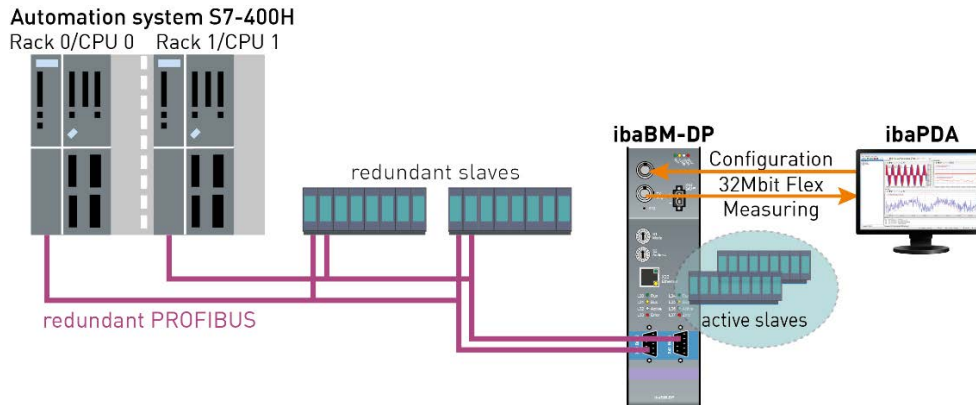 Automation system S7-400H
Rack 0/CPU 0 Rack 1/CPU 1
ibaBM-DP
ibaPDA
redundant slaves
Configuration
32Mbit Flex
Measuring
redundant PROFIBUS
active slaves